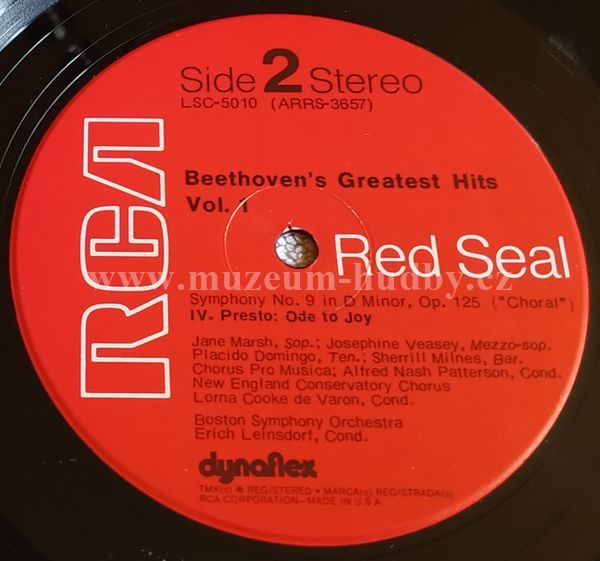 Side 2 Stereo
LSC-5010 (ARRS-3657)
RCA
Beethoven's Greatest Hits
Vol. 1
Red Seal
www.muzeum-hudby.cz
Symphony No. 9 in D Minor, Op. 125 ("Choral")
IV. Presto: Ode to Joy
Jane Marsh, Sop.; Josephine Veasey, Mezzo-sop.
Placido Domingo, Ten.; Sherrill Milnes, Bar.
Chorus Pro Musica; Alfred Nash Patterson, Cond.
New England Conservatory Chorus
Lorna Cooke de Varon, Cond.
Boston Symphony Orchestra
Erich Leinsdorf, Cond.
dynaflex
TMK(s) ® REGISTERED • MARCA(s) REGISTRADA(s)
RCA CORPORATION—MADE IN U.S.A.